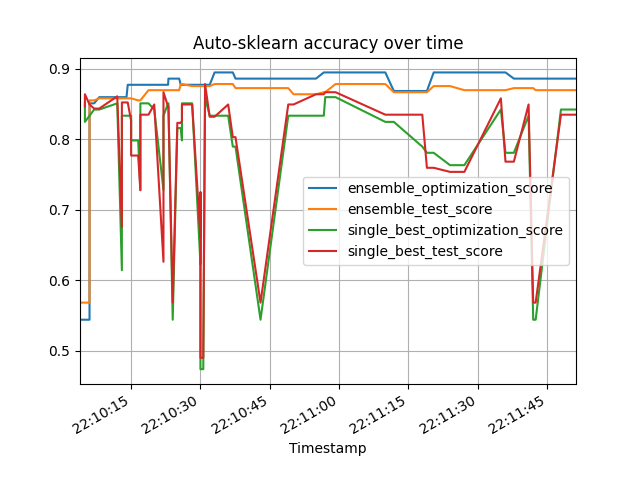 Auto-sklearn accuracy over time
0.9
0.8
0.7
0.6
0.5
ensemble_optimization_score
ensemble_test_score
single_best_optimization_score
single_best_test_score
22:10:15
22:10:30
22:10:45
22:11:00
22:11:15
22:11:30
22:11:45
Timestamp